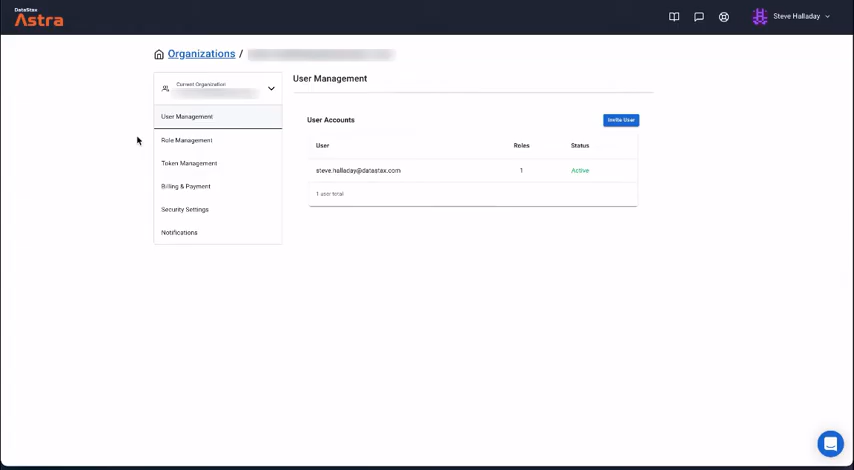 DataStax
Astra
Steve Halladay
Organizations /
Current Organization
User Management
Role Management
Token Management
Billing & Payment
Security Settings
Notifications
User Management
User Accounts
Invite User
User Roles Status
steve.halladay@datastax.com 1 Active
1 user total